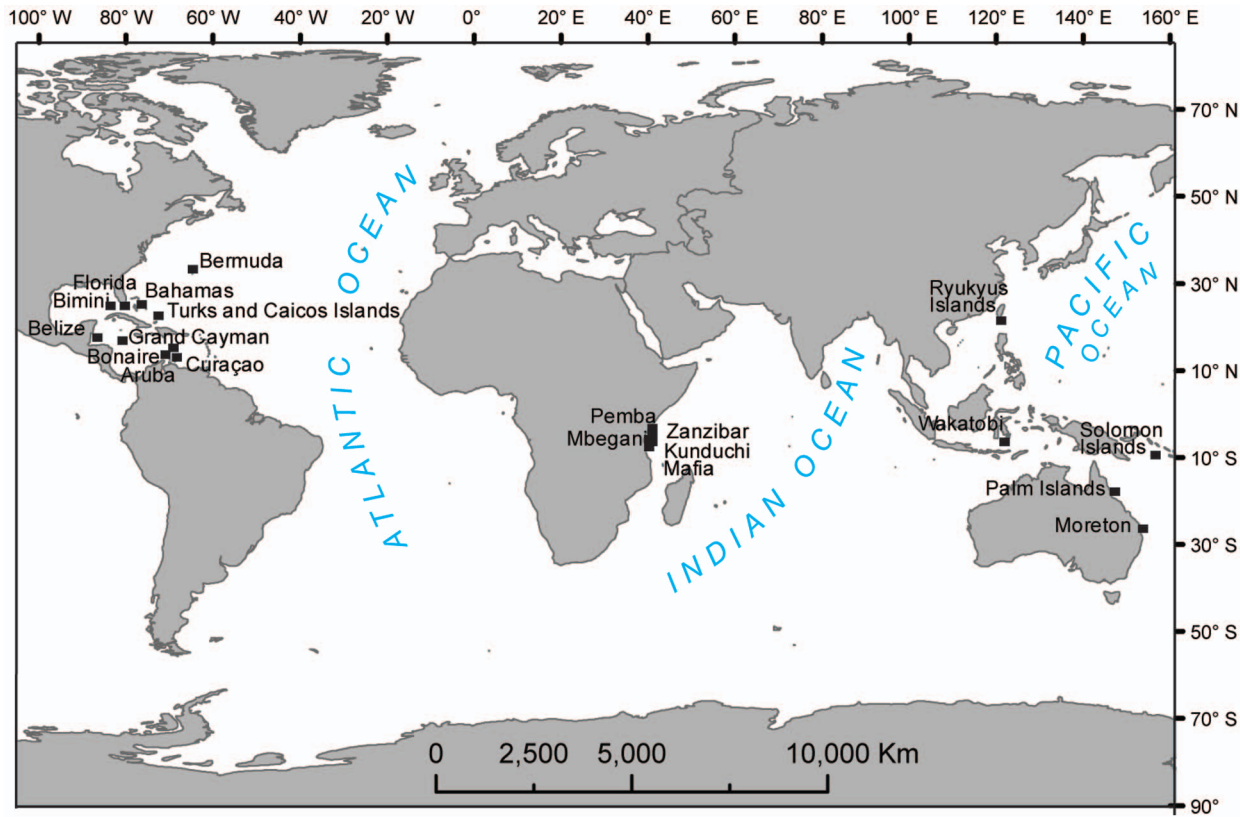 100° W 80° W 60° W 40° W 20° W 0° 20° E 40° E 60° E 80° E 100° E 120° E 140° E 160° E
70° N
50° N
30° N
10° N
10° S
30° S
50° S
70° S
90°
ATLANTIC OCEAN
INDIAN OCEAN
PACIFIC
OCEAN
Bermuda
Florida
Bimini
Bahamas
Turks and Caicos Islands
Belize
Grand Cayman
Bonaire
Curaçao
Aruba
Pemba
Mbegani
Zanzibar
Kunduchi
Mafia
Ryukyus
Islands
Wakatobi
Solomon
Islands
Palm Islands
Moreton
0 2,500 5,000 10,000 Km